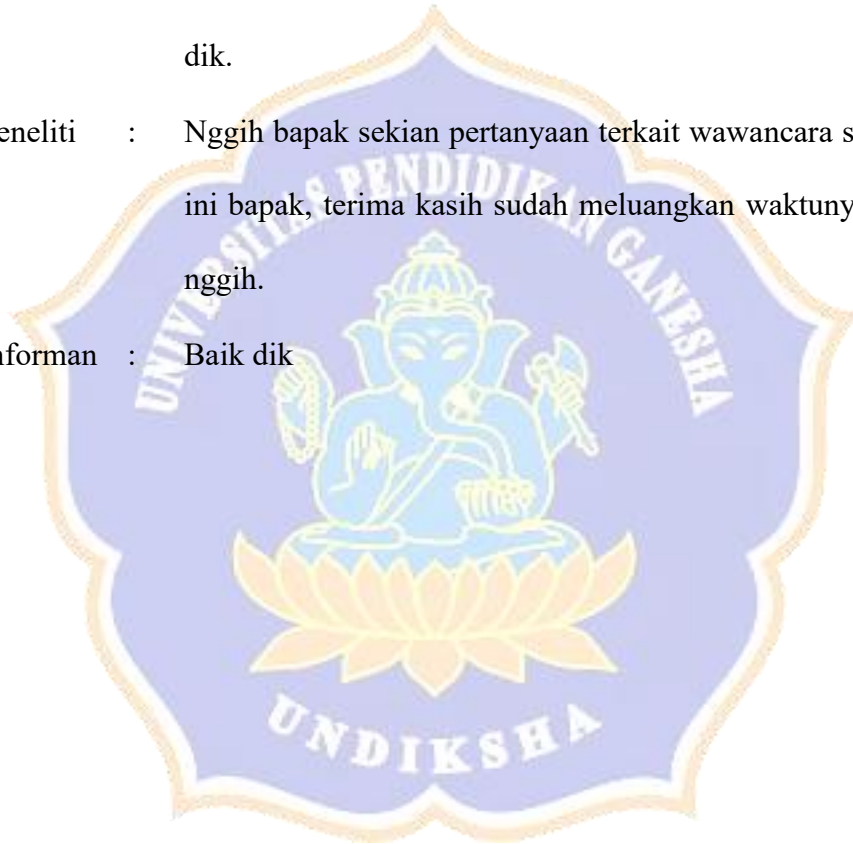 dik.
eneliti : Nggih bapak sekian pertanyaan terkait wawancara s
ini bapak, terima kasih sudah meluangkan waktuny
nggih.
nforman : Baik dik
UNIVERSITAS PENDIDIKAN GANESHA
UNDIKSHA